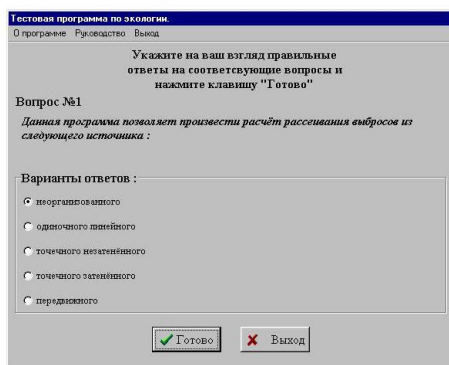 Тестовая программа по экологии.
О программе Руководство Выход
Укажите на ваш взгляд правильные
ответы на соответсвующие вопросы и
нажмите клавишу "Готово"
Вопрос №1
Данная программа позволяет произвести расчёт рассеивания выбросов из
следующего источника :
Варианты ответов :
неорганизованного
одиночного линейного
точечного незатенённого
точечного затенённого
передвижного
Готово
Выход